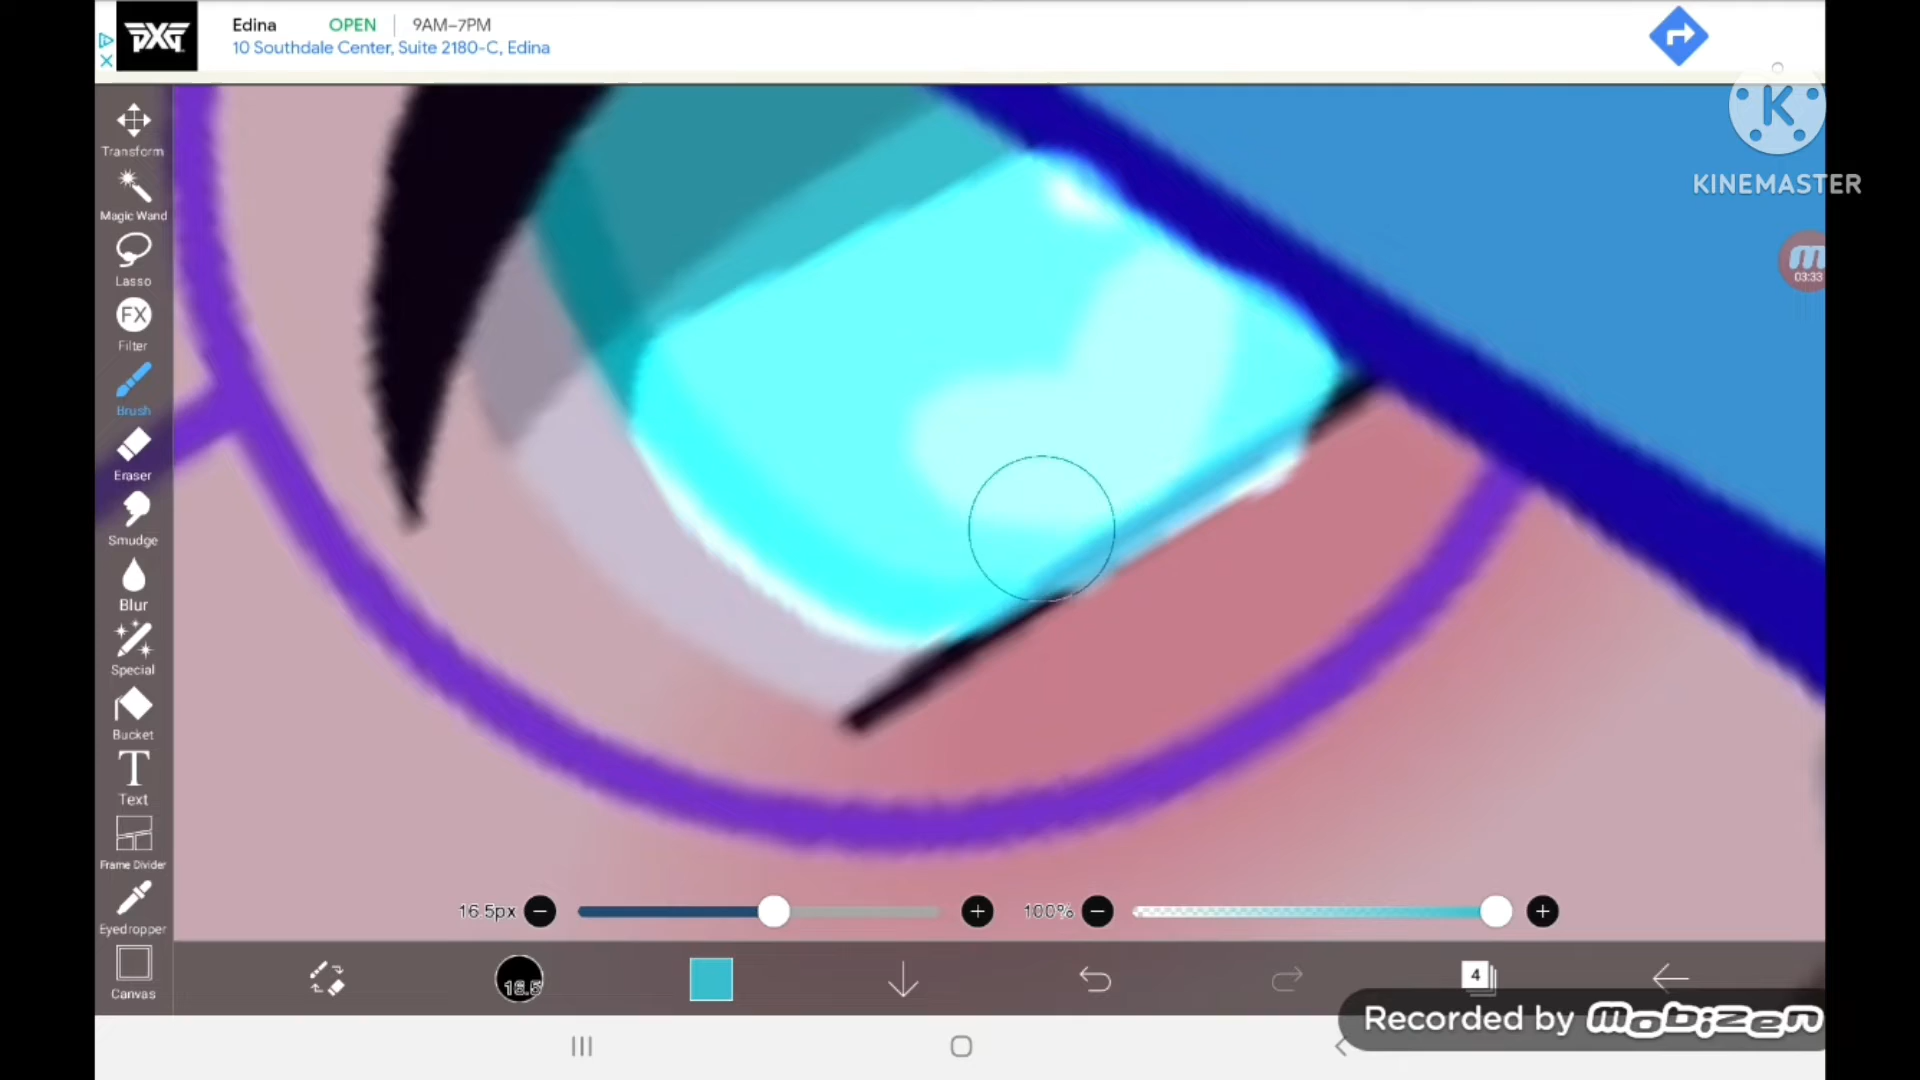 PXG
Edina OPEN 9AM–7PM
10 Southdale Center, Suite 2180-C, Edina
K
KINEMASTER
m
03:33
Transform
Magic Wand
Lasso
FX
Filter
Brush
Eraser
Smudge
Blur
Special
Bucket
T
Text
Frame Divider
Eyedropper
Canvas
16.5px
100%
16.5
4
Recorded by mobizen